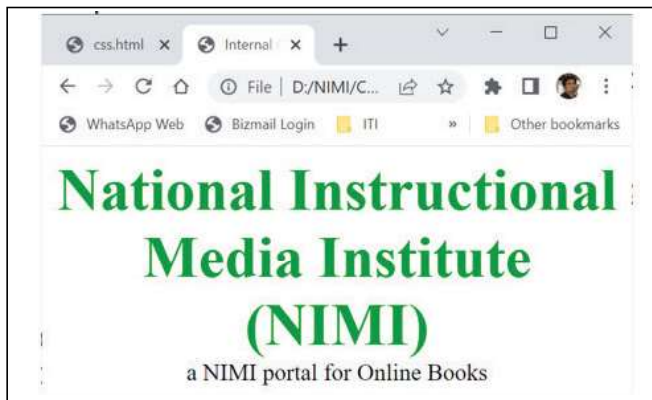 css.html
Internal
File | D:/NIMI/C...
WhatsApp Web Bizmail Login ITI » Other bookmarks
National Instructional
Media Institute
(NIMI)
a NIMI portal for Online Books